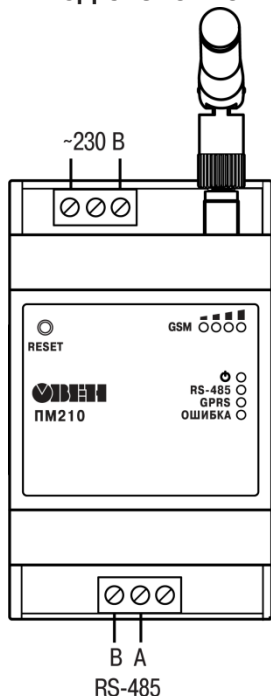 ~230 В
GSM
RESET
ОВЕН
ПМ210
RS-485
GPRS
ОШИБКА
B A
RS-485